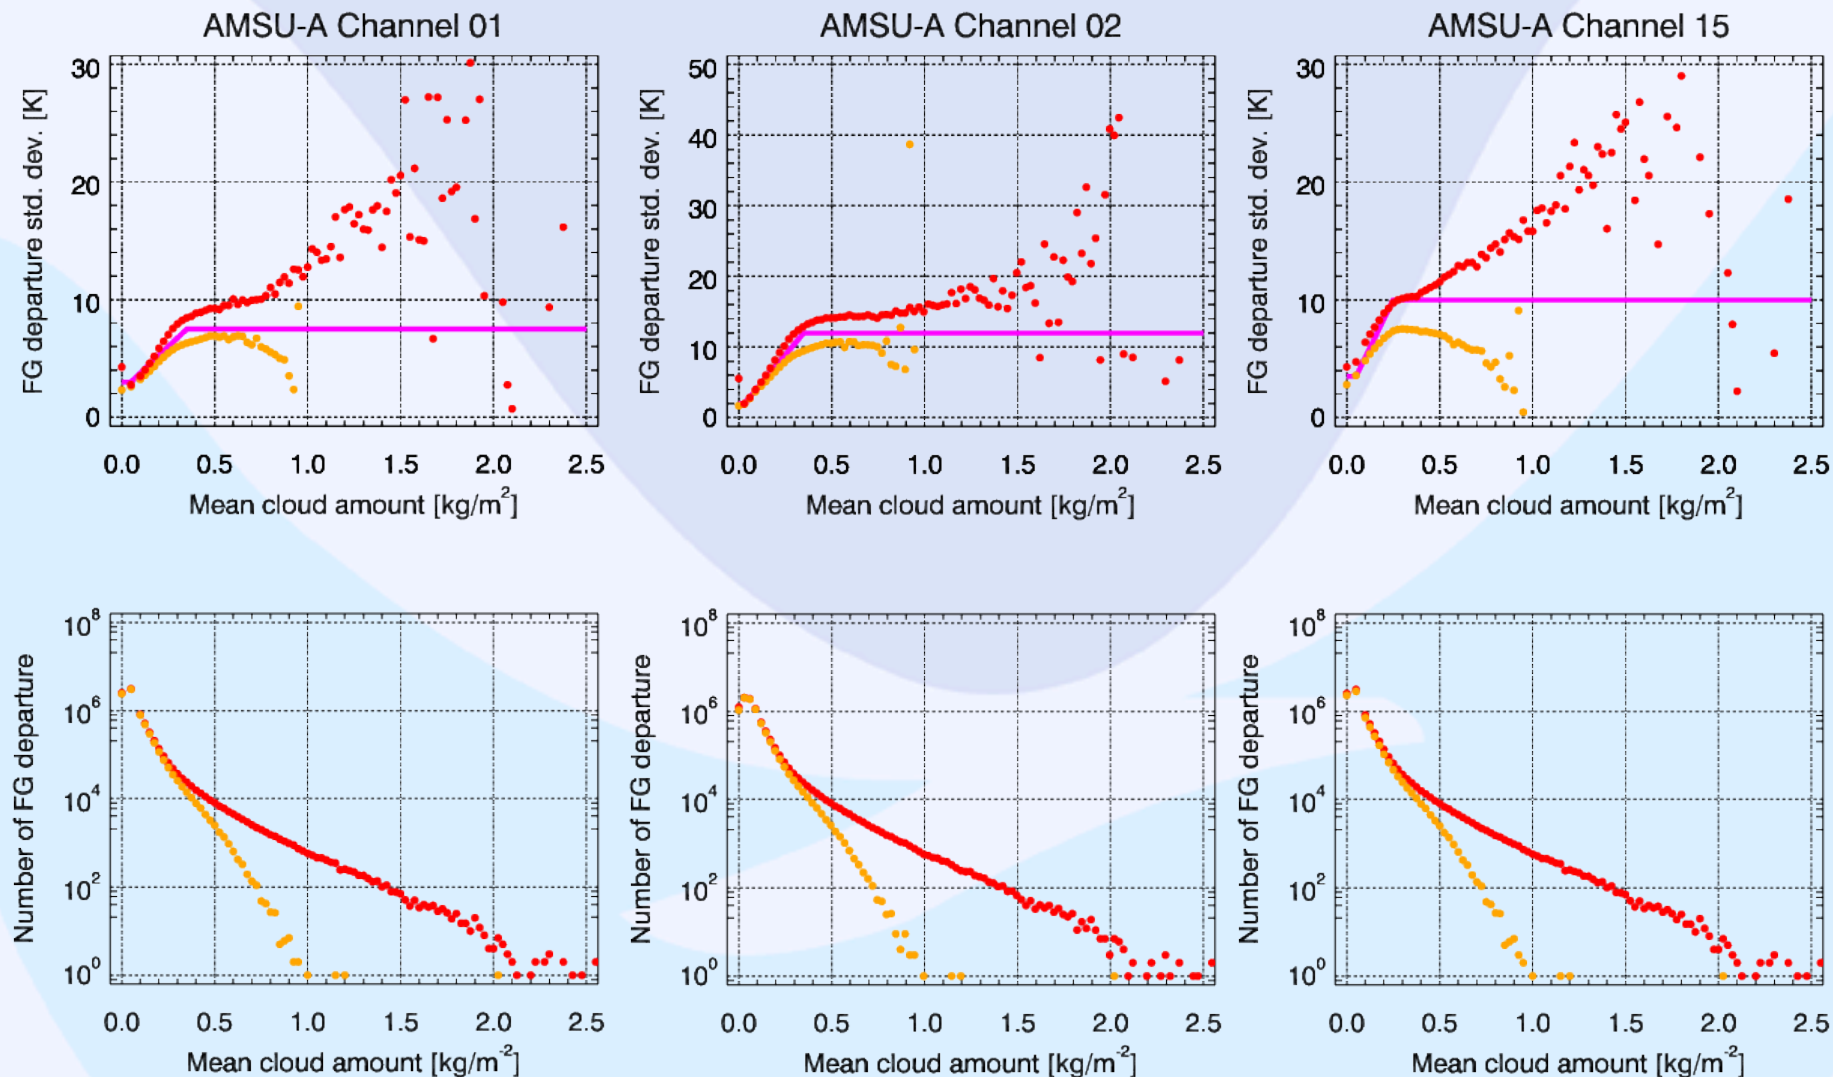 AMSU-A Channel 01
AMSU-A Channel 02
AMSU-A Channel 15
FG departure std. dev. [K]
30
20
10
0
0.0 0.5 1.0 1.5 2.0 2.5
Mean cloud amount [kg/m²]
FG departure std. dev. [K]
50
40
30
20
10
0
0.0 0.5 1.0 1.5 2.0 2.5
Mean cloud amount [kg/m²]
FG departure std. dev. [K]
30
20
10
0
0.0 0.5 1.0 1.5 2.0 2.5
Mean cloud amount [kg/m²]
Number of FG departure
10⁸
10⁶
10⁴
10²
10⁰
0.0 0.5 1.0 1.5 2.0 2.5
Mean cloud amount [kg/m⁻²]
Number of FG departure
10⁸
10⁶
10⁴
10²
10⁰
0.0 0.5 1.0 1.5 2.0 2.5
Mean cloud amount [kg/m⁻²]
Number of FG departure
10⁸
10⁶
10⁴
10²
10⁰
0.0 0.5 1.0 1.5 2.0 2.5
Mean cloud amount [kg/m⁻²]